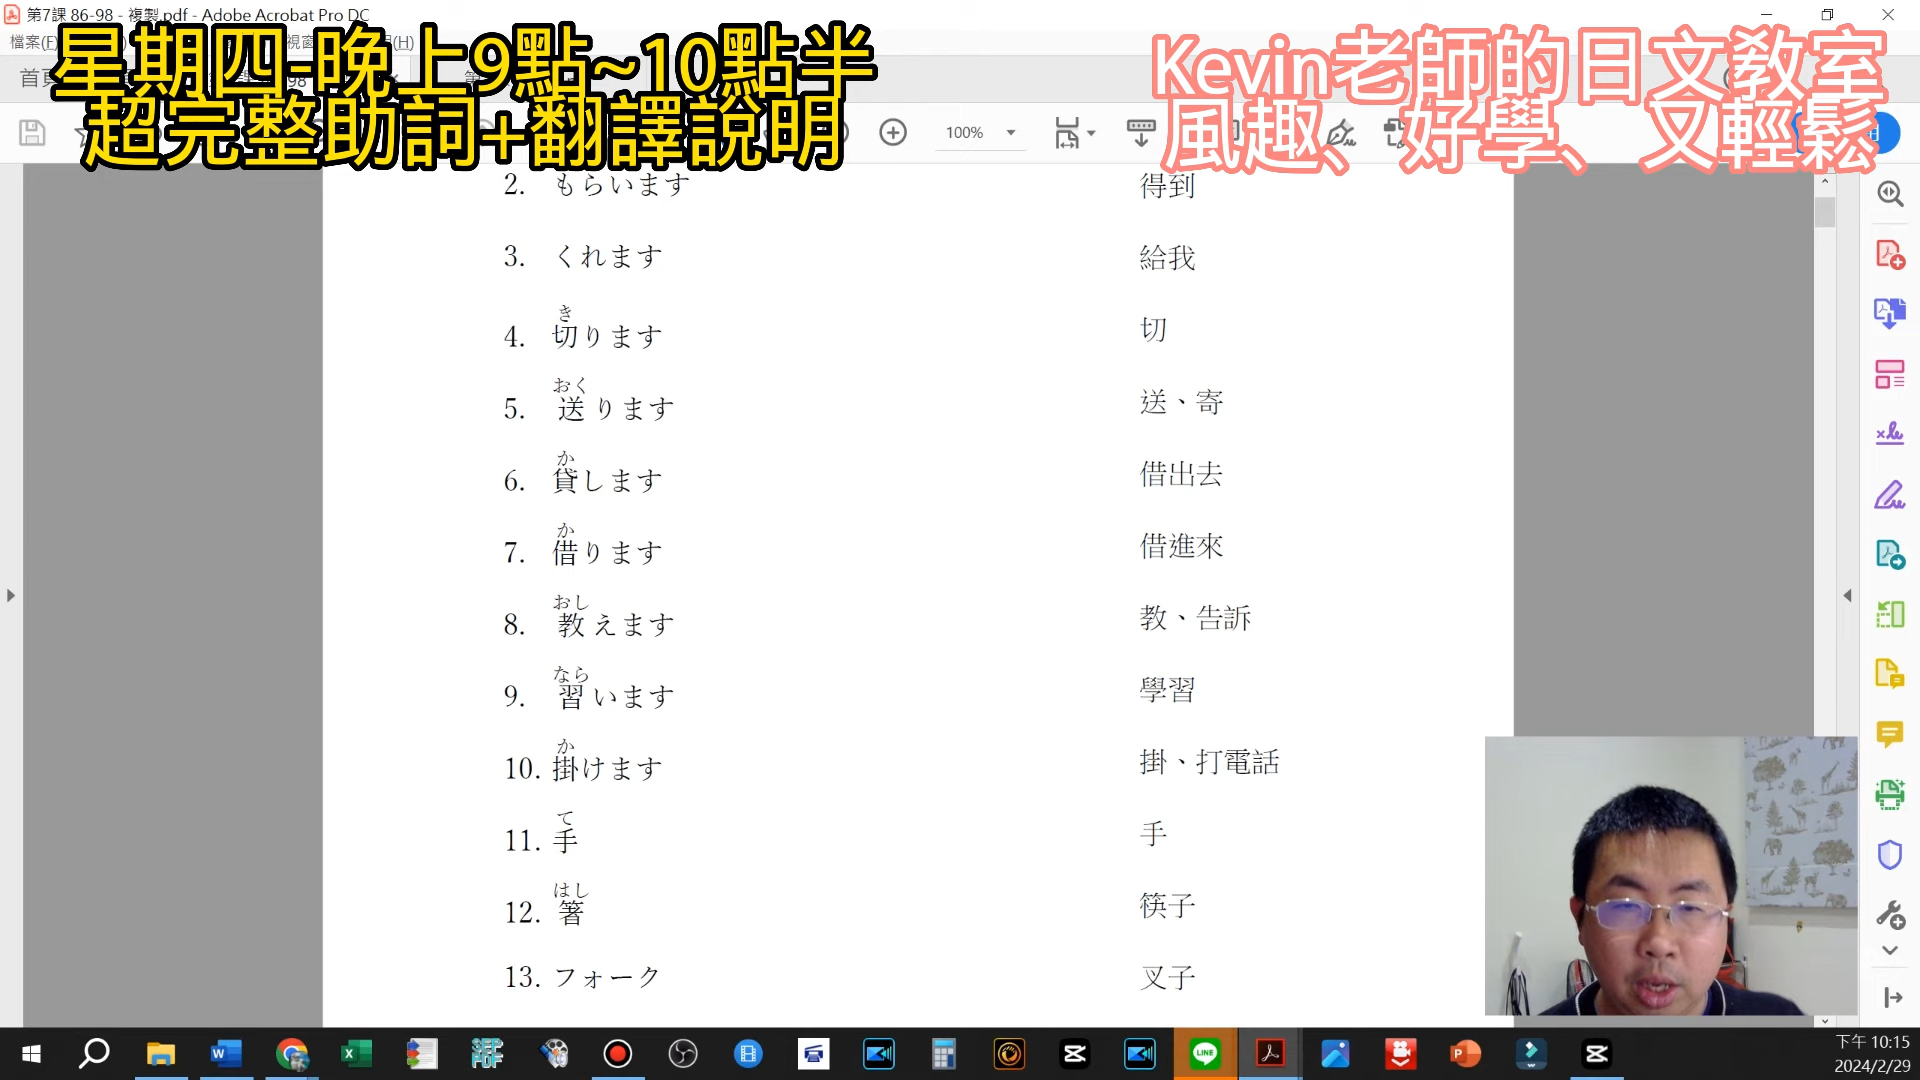 第7課 86-98 - 複製.pdf - Adobe Acrobat Pro DC
檔案(F)
(H)
星期四-晚上9點~10點半
超完整助詞+翻譯說明
Kevin老師的日文教室
風趣、好學、又輕鬆
100%
2. もらいます 得到
3. くれます 給我
き
4. 切ります 切
おく
5. 送ります 送、寄
か
6. 貸します 借出去
か
7. 借ります 借進來
おし
8. 教えます 教、告訴
なら
9. 習います 學習
か
10. 掛けます 掛、打電話
て
11. 手 手
はし
12. 箸 筷子
13. フォーク 叉子
下午 10:15
2024/2/29